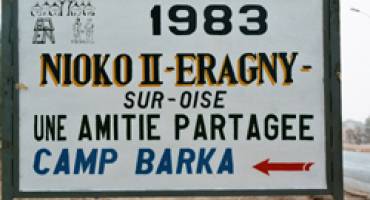 1983
NIOKO II-ERAGNY-
SUR-OISE
UNE AMITIE PARTAGEE
CAMP BARKA